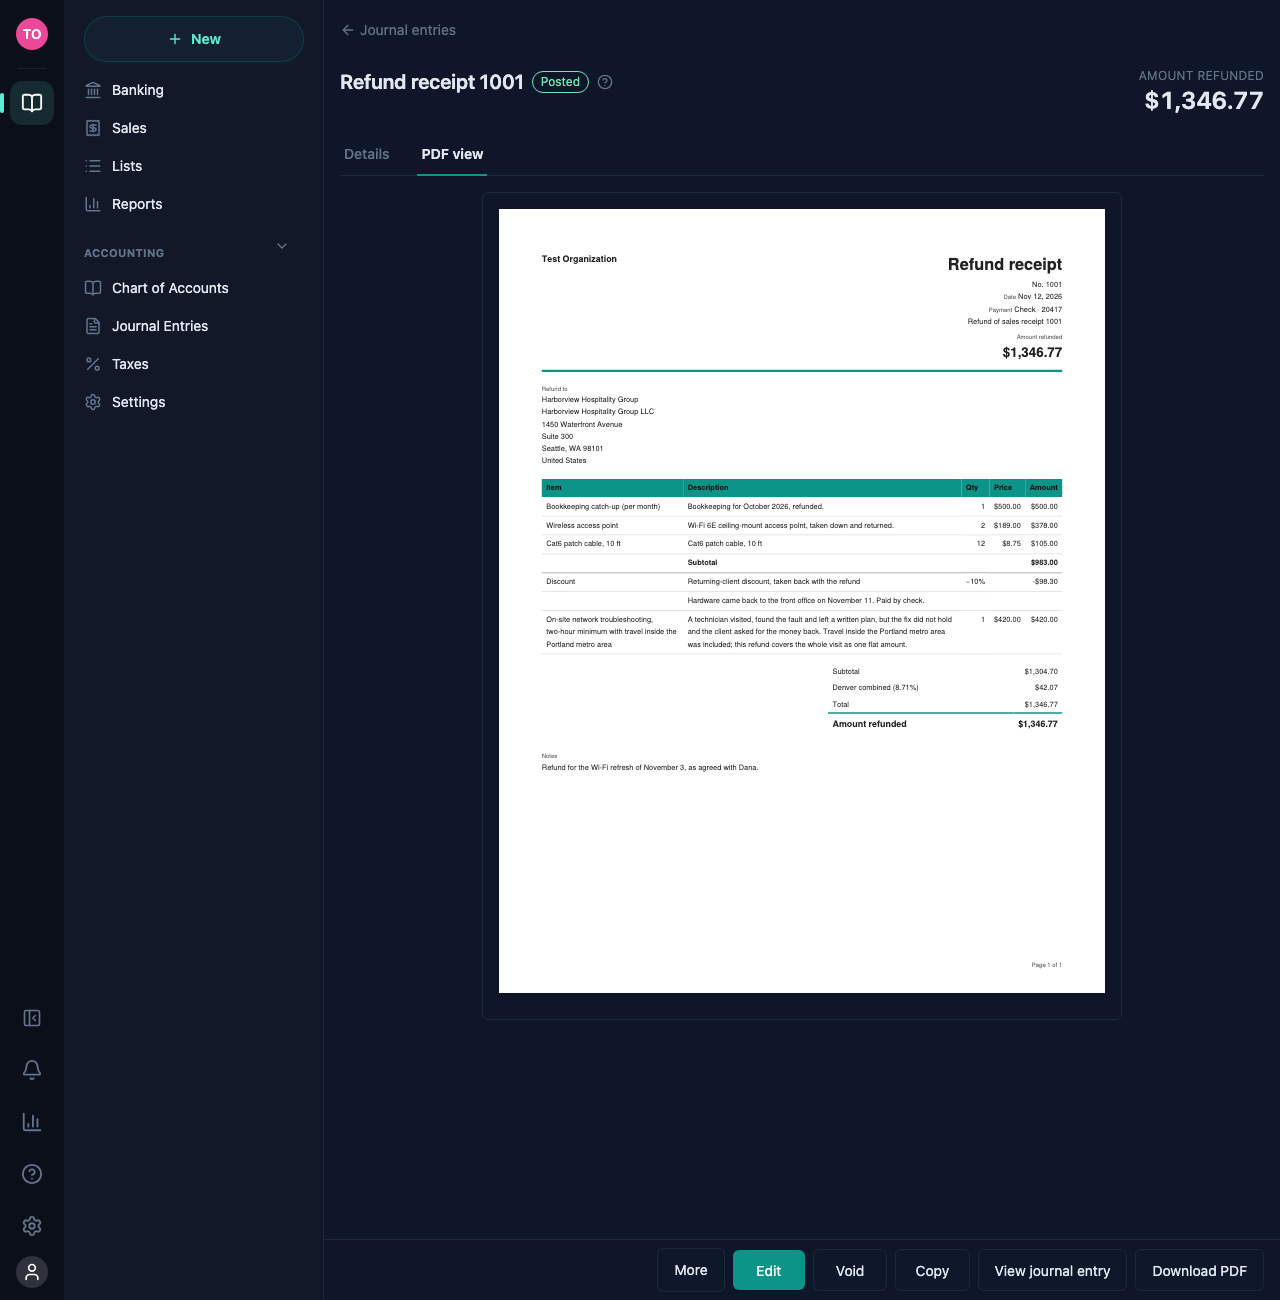 TO
New
Banking
Sales
Lists
Reports
ACCOUNTING
Chart of Accounts
Journal Entries
Taxes
Settings
Journal entries
Refund receipt 1001 Posted
AMOUNT REFUNDED
$1,346.77
Details PDF view
Test Organization
Refund receipt
No. 1001
Date Nov 12, 2026
Payment Check · 20417
Refund of sales receipt 1001
Amount refunded
$1,346.77
Refund to
Harborview Hospitality Group
Harborview Hospitality Group LLC
1450 Waterfront Avenue
Suite 300
Seattle, WA 98101
United States
Item Description Qty Price Amount
Bookkeeping catch-up (per month) Bookkeeping for October 2026, refunded. 1 $500.00 $500.00
Wireless access point Wi-Fi 6E ceiling-mount access point, taken down and returned. 2 $189.00 $378.00
Cat6 patch cable, 10 ft Cat6 patch cable, 10 ft 12 $8.75 $105.00
Subtotal $983.00
Discount Returning-client discount, taken back with the refund −10% -$98.30
Hardware came back to the front office on November 11. Paid by check.
On-site network troubleshooting, A technician visited, found the fault and left a written plan, but the fix did not hold 1 $420.00 $420.00
two-hour minimum with travel inside the and the client asked for the money back. Travel inside the Portland metro area
Portland metro area was included; this refund covers the whole visit as one flat amount.
Subtotal $1,304.70
Denver combined (8.71%) $42.07
Total $1,346.77
Amount refunded $1,346.77
Notes
Refund for the Wi-Fi refresh of November 3, as agreed with Dana.
Page 1 of 1
More Edit Void Copy View journal entry Download PDF